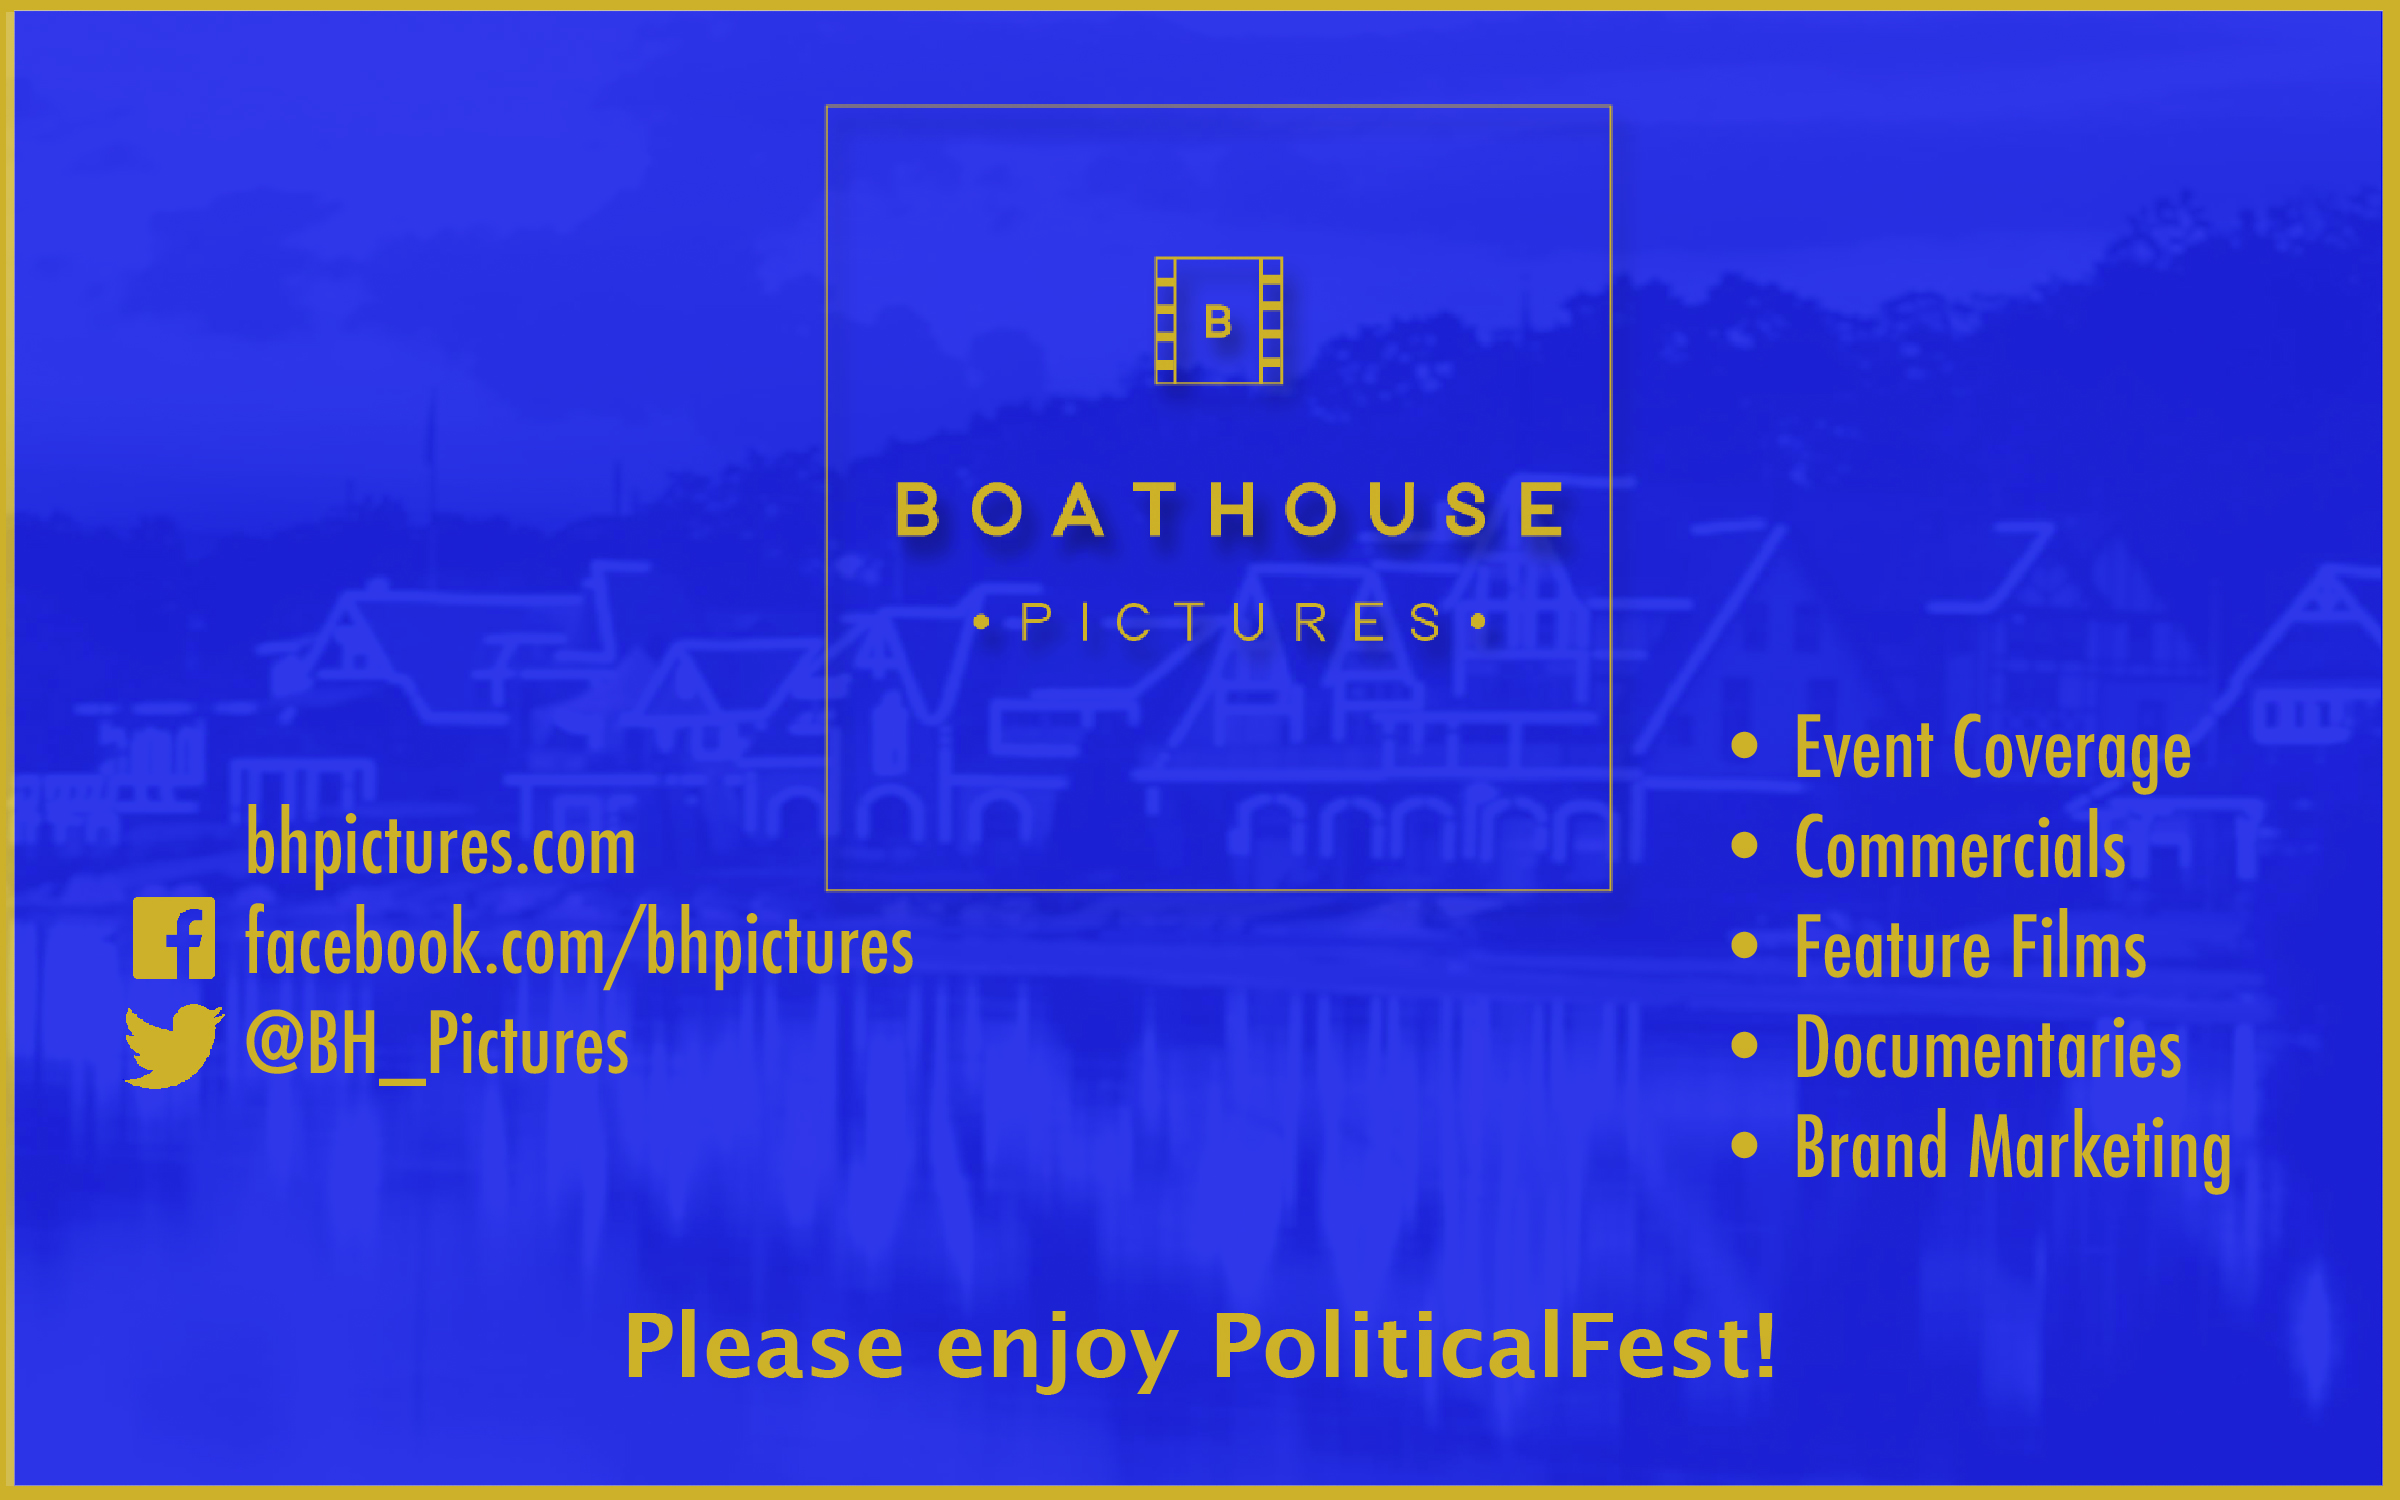 B
BOATHOUSE
• PICTURES •
bhpictures.com
facebook.com/bhpictures
@BH_Pictures
• Event Coverage
• Commercials
• Feature Films
• Documentaries
• Brand Marketing
Please enjoy PoliticalFest!